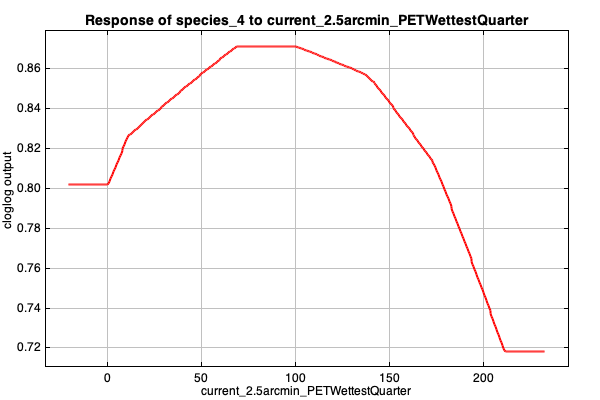 Response of species_4 to current_2.5arcmin_PETWettestQuarter
0.86
0.84
0.82
0.80
0.78
0.76
0.74
0.72
cloglog output
0 50 100 150 200
current_2.5arcmin_PETWettestQuarter